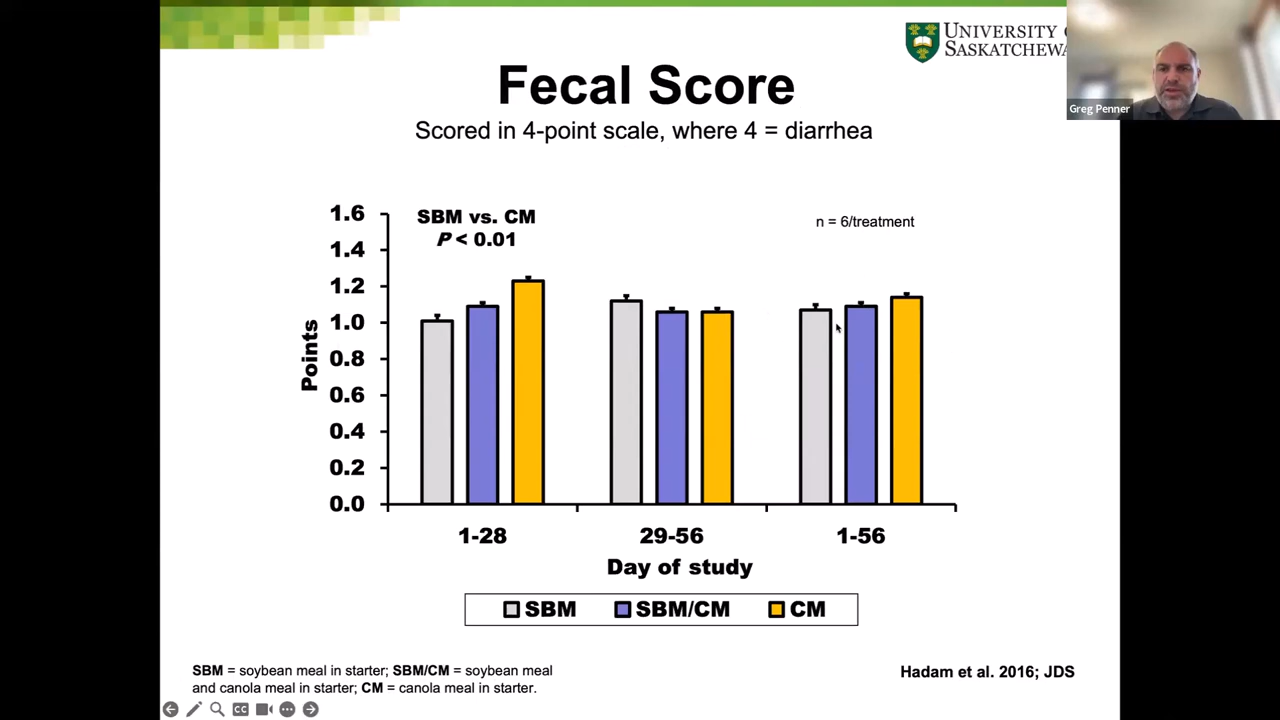 UNIVERSITY
SASKATCHEWA
Greg Penner
Fecal Score
Scored in 4-point scale, where 4 = diarrhea
SBM vs. CM
P < 0.01
n = 6/treatment
1.6
1.4
1.2
1.0
0.8
0.6
0.4
0.2
0.0
Points
1-28
29-56
1-56
Day of study
SBM
SBM/CM
CM
SBM = soybean meal in starter; SBM/CM = soybean meal
and canola meal in starter; CM = canola meal in starter.
Hadam et al. 2016; JDS
CC